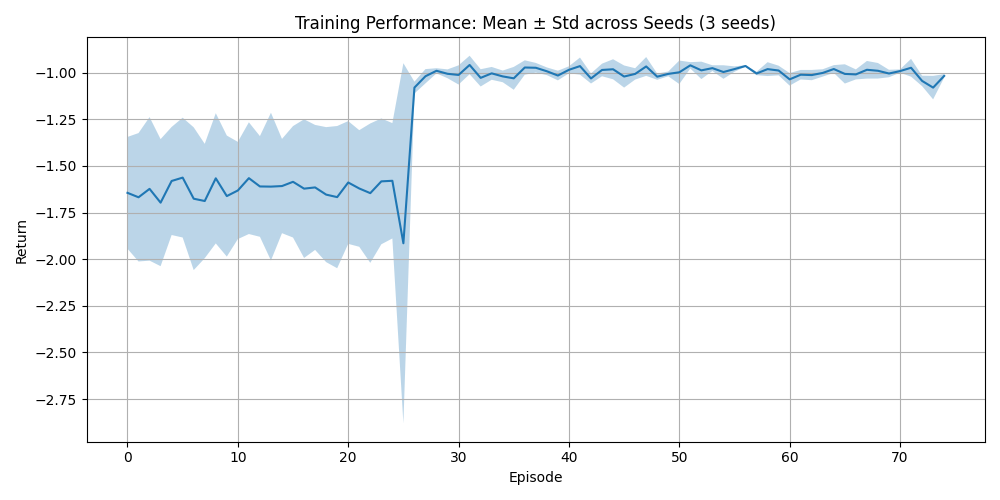 Training Performance: Mean ± Std across Seeds (3 seeds)
Return
−1.00
−1.25
−1.50
−1.75
−2.00
−2.25
−2.50
−2.75
0 10 20 30 40 50 60 70
Episode